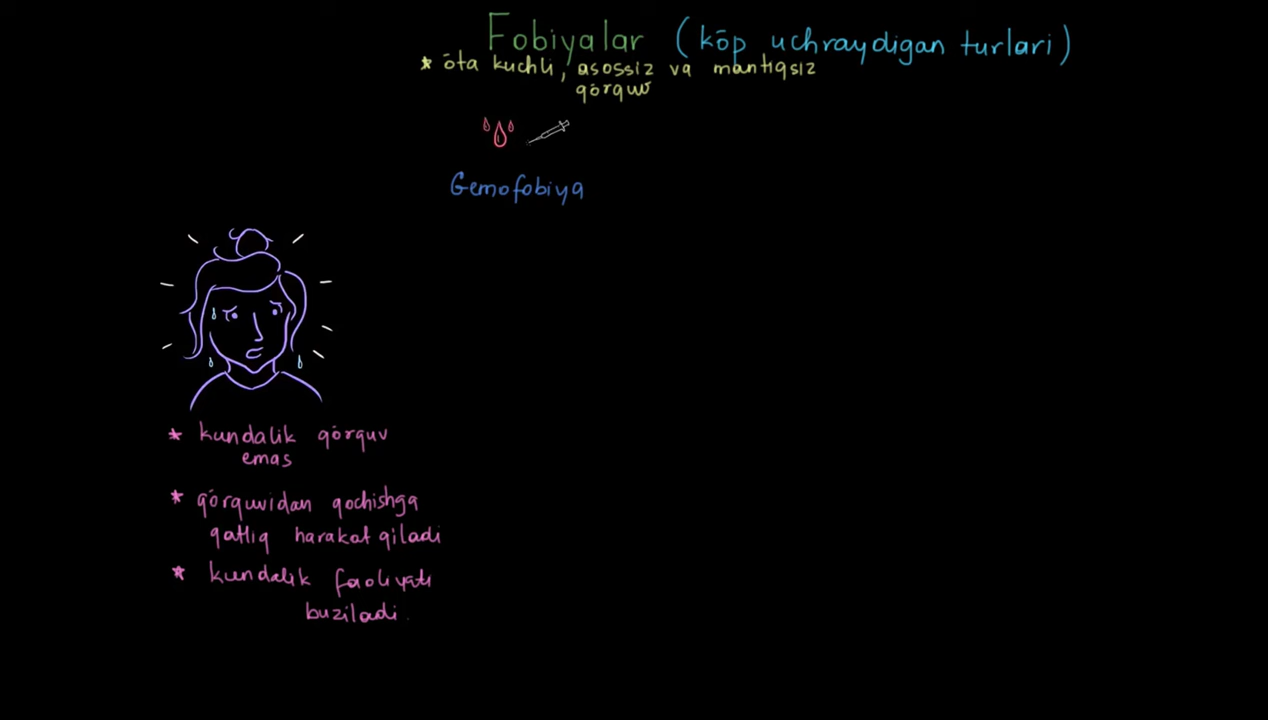 Fobiyalar (kōp uchraydigan turlari)
* ōta kuchli, asossiz va mantiqsiz
qōrquv
Gemofobiya
* kundalik qōrquv
emas
* qōrquvidan qochishga
qattiq harakat qiladi
* kundalik faoliyati
buziladi.